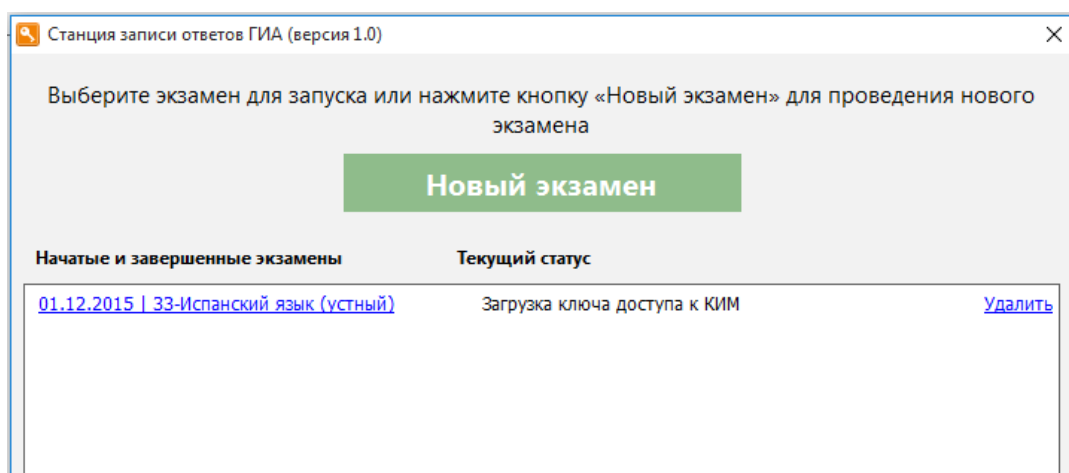 Станция записи ответов ГИА (версия 1.0)
Выберите экзамен для запуска или нажмите кнопку «Новый экзамен» для проведения нового
экзамена
Новый экзамен
Начатые и завершенные экзамены Текущий статус
01.12.2015 | 33-Испанский язык (устный) Загрузка ключа доступа к КИМ Удалить